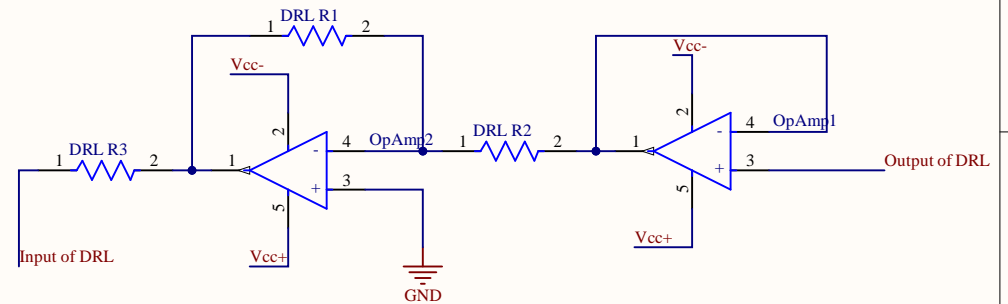 DRL R1
1
2
Vcc-
2
OpAmp2
4
-
3
+
1
5
Vcc+
GND
DRL R3
1
2
Input of DRL
DRL R2
1
2
Vcc-
2
OpAmp1
4
-
3
+
1
5
Vcc+
Output of DRL